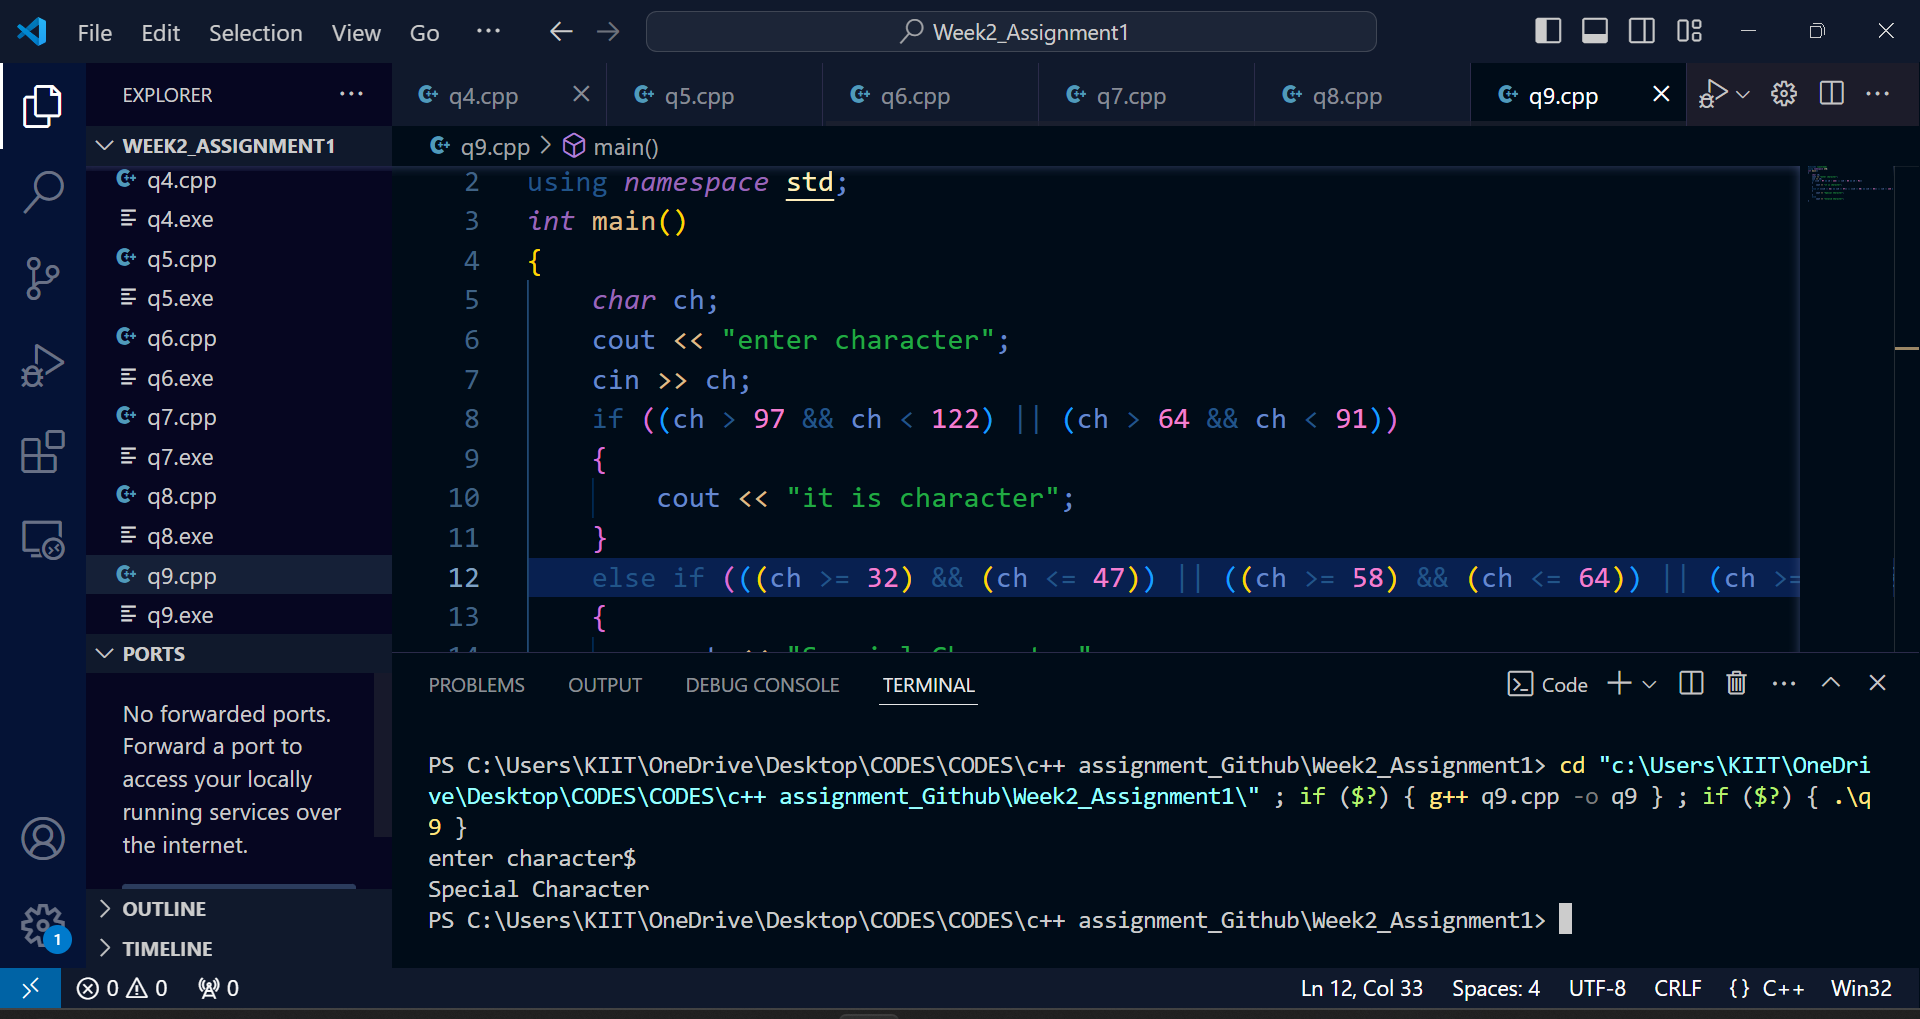 File Edit Selection View Go ··· Week2_Assignment1
EXPLORER ···
WEEK2_ASSIGNMENT1
q4.cpp
q4.exe
q5.cpp
q5.exe
q6.cpp
q6.exe
q7.cpp
q7.exe
q8.cpp
q8.exe
q9.cpp
q9.exe
PORTS
No forwarded ports.
Forward a port to
access your locally
running services over
the internet.
OUTLINE
TIMELINE
1
q4.cpp q5.cpp q6.cpp q7.cpp q8.cpp q9.cpp
q9.cpp > main()
2 using namespace std;
3 int main()
4 {
5 char ch;
6 cout << "enter character";
7 cin >> ch;
8 if ((ch > 97 && ch < 122) || (ch > 64 && ch < 91))
9 {
10 cout << "it is character";
11 }
12 else if (((ch >= 32) && (ch <= 47)) || ((ch >= 58) && (ch <= 64)) || (ch >=
13 {
PROBLEMS OUTPUT DEBUG CONSOLE TERMINAL Code
PS C:\Users\KIIT\OneDrive\Desktop\CODES\CODES\c++ assignment_Github\Week2_Assignment1> cd "c:\Users\KIIT\OneDri
ve\Desktop\CODES\CODES\c++ assignment_Github\Week2_Assignment1\" ; if ($?) { g++ q9.cpp -o q9 } ; if ($?) { .\q
9 }
enter character$
Special Character
PS C:\Users\KIIT\OneDrive\Desktop\CODES\CODES\c++ assignment_Github\Week2_Assignment1>
0 0 0 Ln 12, Col 33 Spaces: 4 UTF-8 CRLF {} C++ Win32